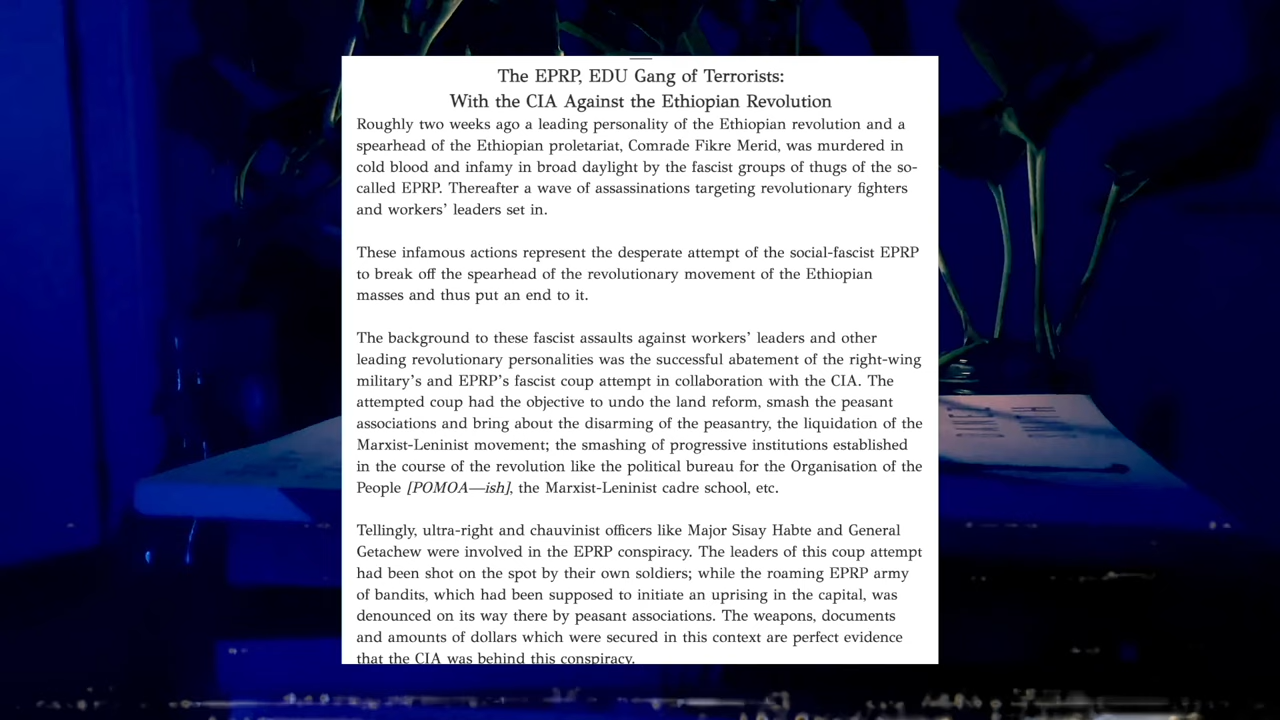 The EPRP, EDU Gang of Terrorists:
With the CIA Against the Ethiopian Revolution
Roughly two weeks ago a leading personality of the Ethiopian revolution and a
spearhead of the Ethiopian proletariat, Comrade Fikre Merid, was murdered in
cold blood and infamy in broad daylight by the fascist groups of thugs of the so-
called EPRP. Thereafter a wave of assassinations targeting revolutionary fighters
and workers’ leaders set in.
These infamous actions represent the desperate attempt of the social-fascist EPRP
to break off the spearhead of the revolutionary movement of the Ethiopian
masses and thus put an end to it.
The background to these fascist assaults against workers’ leaders and other
leading revolutionary personalities was the successful abatement of the right-wing
military’s and EPRP’s fascist coup attempt in collaboration with the CIA. The
attempted coup had the objective to undo the land reform, smash the peasant
associations and bring about the disarming of the peasantry, the liquidation of the
Marxist-Leninist movement; the smashing of progressive institutions established
in the course of the revolution like the political bureau for the Organisation of the
People [POMOA—ish], the Marxist-Leninist cadre school, etc.
Tellingly, ultra-right and chauvinist officers like Major Sisay Habte and General
Getachew were involved in the EPRP conspiracy. The leaders of this coup attempt
had been shot on the spot by their own soldiers; while the roaming EPRP army
of bandits, which had been supposed to initiate an uprising in the capital, was
denounced on its way there by peasant associations. The weapons, documents
and amounts of dollars which were secured in this context are perfect evidence
that the CIA was behind this conspiracy.